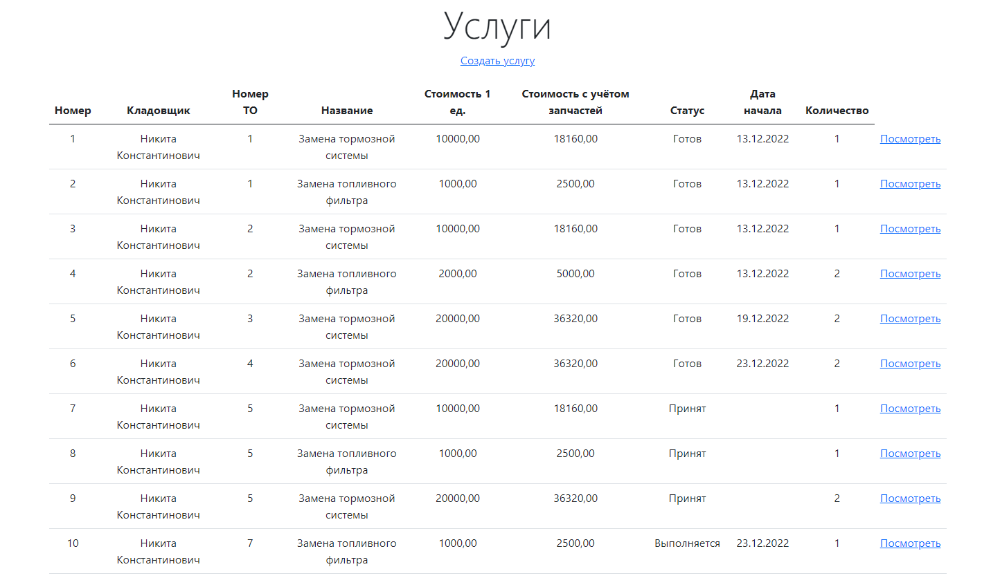 Услуги
Создать услугу
Номер Кладовщик Номер ТО Название Стоимость 1 ед. Стоимость с учётом запчастей Статус Дата начала Количество
1 Никита Константинович 1 Замена тормозной системы 10000,00 18160,00 Готов 13.12.2022 1 Посмотреть
2 Никита Константинович 1 Замена топливного фильтра 1000,00 2500,00 Готов 13.12.2022 1 Посмотреть
3 Никита Константинович 2 Замена тормозной системы 10000,00 18160,00 Готов 13.12.2022 1 Посмотреть
4 Никита Константинович 2 Замена топливного фильтра 2000,00 5000,00 Готов 13.12.2022 2 Посмотреть
5 Никита Константинович 3 Замена тормозной системы 20000,00 36320,00 Готов 19.12.2022 2 Посмотреть
6 Никита Константинович 4 Замена тормозной системы 20000,00 36320,00 Готов 23.12.2022 2 Посмотреть
7 Никита Константинович 5 Замена тормозной системы 10000,00 18160,00 Принят 1 Посмотреть
8 Никита Константинович 5 Замена топливного фильтра 1000,00 2500,00 Принят 1 Посмотреть
9 Никита Константинович 5 Замена тормозной системы 20000,00 36320,00 Принят 2 Посмотреть
10 Никита Константинович 7 Замена топливного фильтра 1000,00 2500,00 Выполняется 23.12.2022 1 Посмотреть